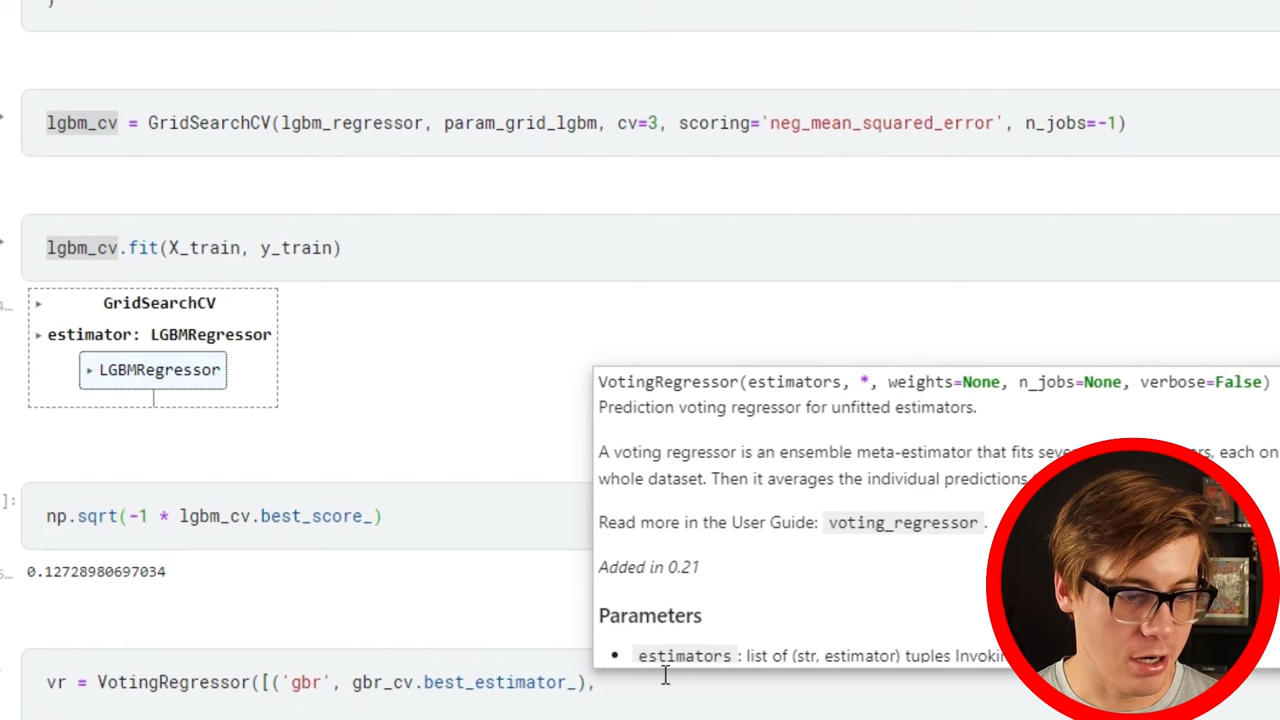 lgbm_cv = GridSearchCV(lgbm_regressor, param_grid_lgbm, cv=3, scoring='neg_mean_squared_error', n_jobs=-1)
lgbm_cv.fit(X_train, y_train)
GridSearchCV
estimator: LGBMRegressor
LGBMRegressor
VotingRegressor(estimators, *, weights=None, n_jobs=None, verbose=False)
Prediction voting regressor for unfitted estimators.
A voting regressor is an ensemble meta-estimator that fits each on
whole dataset. Then it averages the individual predictions
Read more in the User Guide: voting_regressor.
Added in 0.21
Parameters
estimators : list of (str, estimator) tuples
np.sqrt(-1 * lgbm_cv.best_score_)
0.12728980697034
vr = VotingRegressor([('gbr', gbr_cv.best_estimator_),